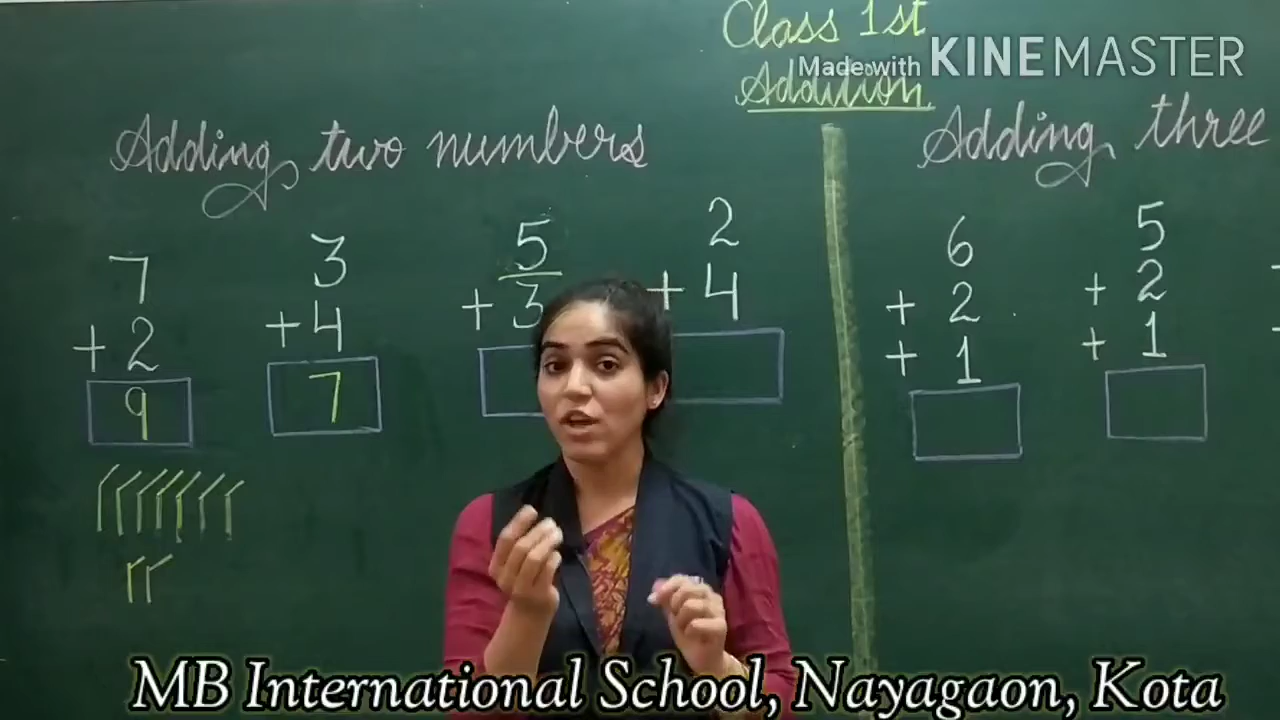 Class 1st
Made with KINEMASTER
Addition
Adding two numbers
Adding three
7
+ 2
9
3
+ 4
7
5
+ 3
2
+ 4
6
+ 2
+ 1
5
+ 2
+ 1
MB International School, Nayagaon, Kota